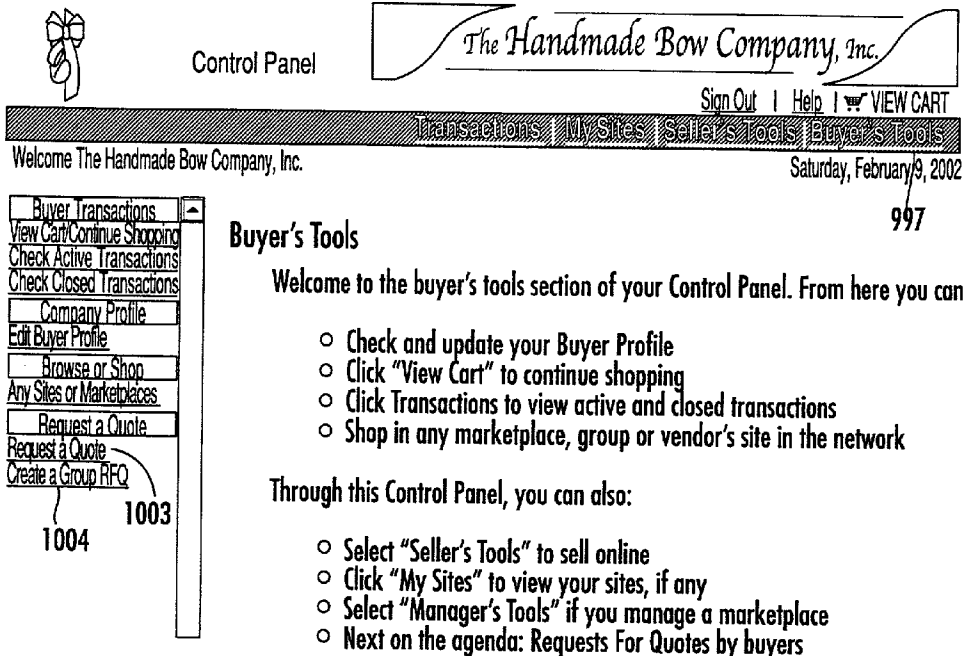 Control Panel
The Handmade Bow Company, Inc.
Sign Out | Help | VIEW CART
Transactions | My Sites | Seller's Tools | Buyer's Tools
Welcome The Handmade Bow Company, Inc.
Saturday, February 9, 2002
997
Buyer Transactions
View Cart/Continue Shopping
Check Active Transactions
Check Closed Transactions
Company Profile
Edit Buyer Profile
Browse or Shop
Any Sites or Marketplaces
Request a Quote
Request a Quote
Create a Group RFQ
1003
1004
Buyer's Tools
Welcome to the buyer's tools section of your Control Panel. From here you can
○ Check and update your Buyer Profile
○ Click "View Cart" to continue shopping
○ Click Transactions to view active and closed transactions
○ Shop in any marketplace, group or vendor's site in the network
Through this Control Panel, you can also:
○ Select "Seller's Tools" to sell online
○ Click "My Sites" to view your sites, if any
○ Select "Manager's Tools" if you manage a marketplace
○ Next on the agenda: Requests For Quotes by buyers